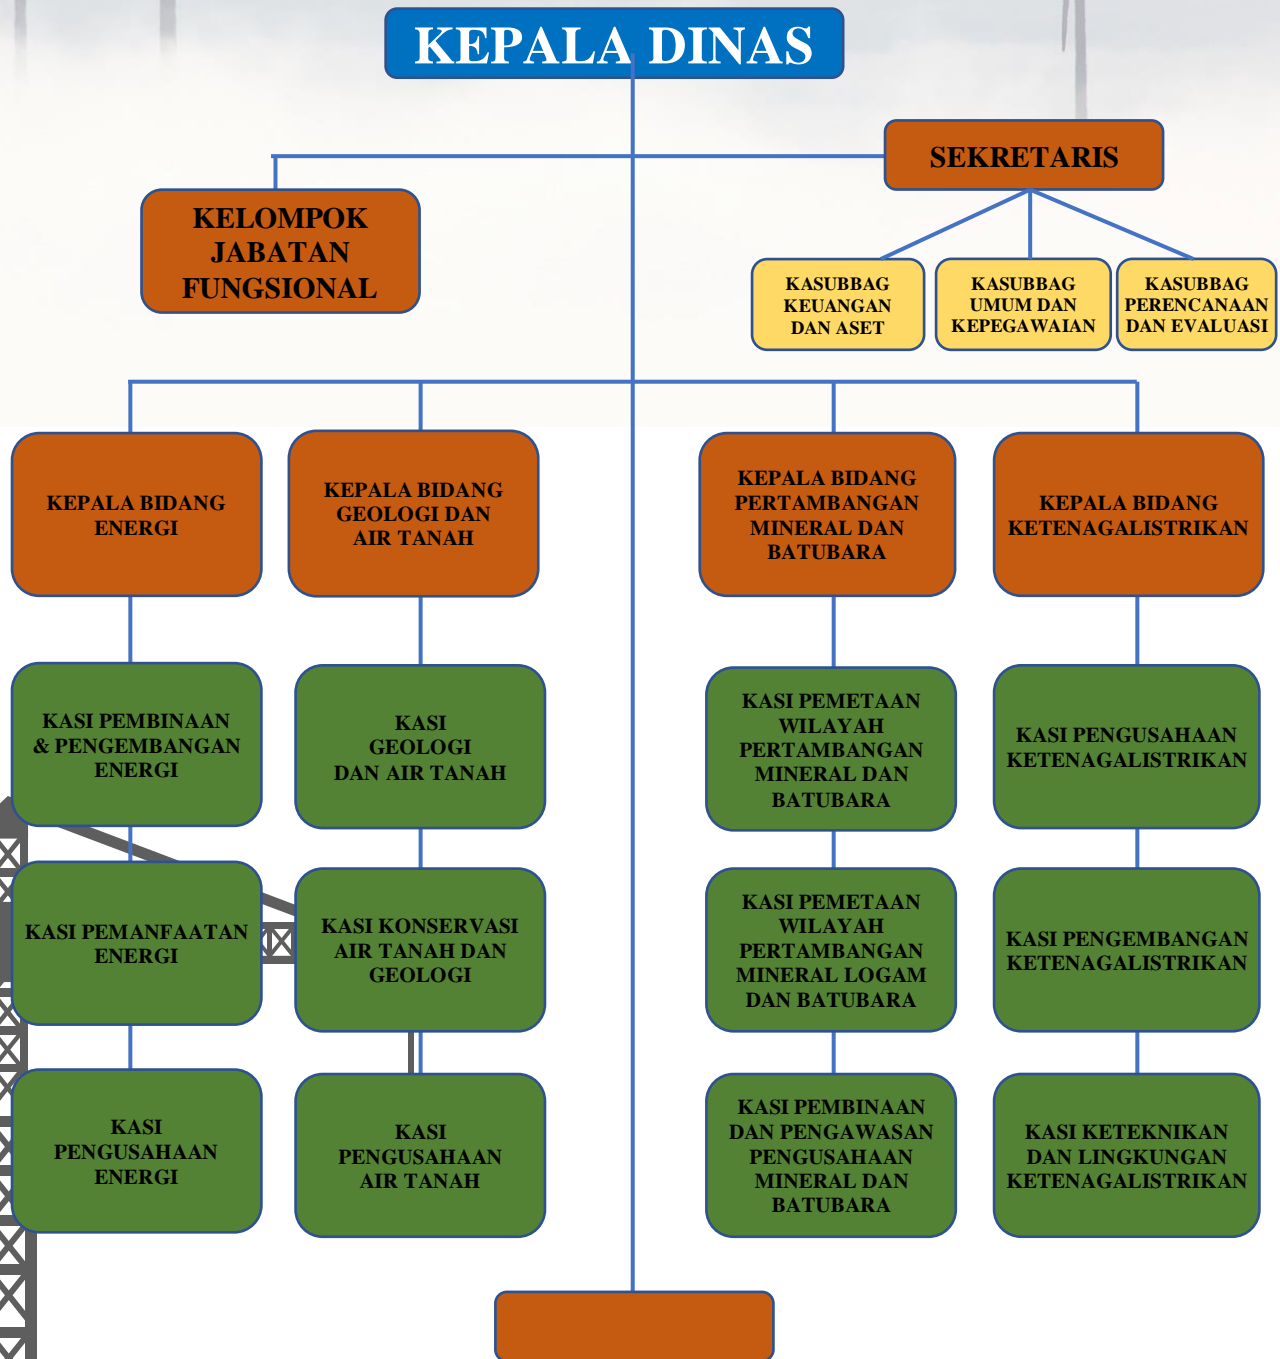 KEPALA DINAS
SEKRETARIS
KELOMPOK
JABATAN
FUNGSIONAL
KASUBBAG
KEUANGAN
DAN ASET
KASUBBAG
UMUM DAN
KEPEGAWAIAN
KASUBBAG
PERENCANAAN
DAN EVALUASI
KEPALA BIDANG
ENERGI
KEPALA BIDANG
GEOLOGI DAN
AIR TANAH
KEPALA BIDANG
PERTAMBANGAN
MINERAL DAN
BATUBARA
KEPALA BIDANG
KETENAGALISTRIKAN
KASI PEMBINAAN
& PENGEMBANGAN
ENERGI
KASI
GEOLOGI
DAN AIR TANAH
KASI PEMETAAN
WILAYAH
PERTAMBANGAN
MINERAL DAN
BATUBARA
KASI PENGUSAHAAN
KETENAGALISTRIKAN
KASI PEMANFAATAN
ENERGI
KASI KONSERVASI
AIR TANAH DAN
GEOLOGI
KASI PEMETAAN
WILAYAH
PERTAMBANGAN
MINERAL LOGAM
DAN BATUBARA
KASI PENGEMBANGAN
KETENAGALISTRIKAN
KASI
PENGUSAHAAN
ENERGI
KASI
PENGUSAHAAN
AIR TANAH
KASI PEMBINAAN
DAN PENGAWASAN
PENGUSAHAAN
MINERAL DAN
BATUBARA
KASI KETEKNIKAN
DAN LINGKUNGAN
KETENAGALISTRIKAN